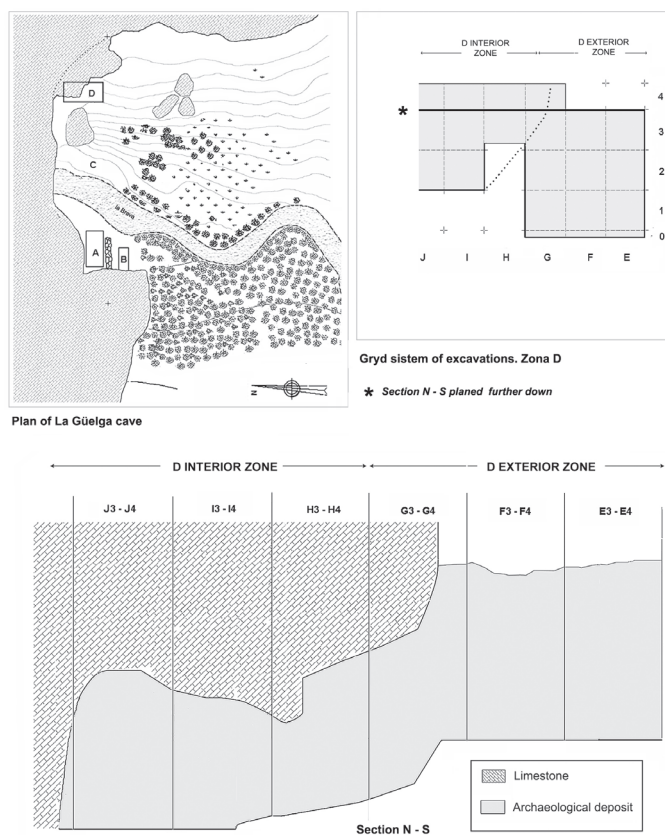 D
C
la Brava
A
B
N
Plan of La Güelga cave
D INTERIOR ZONE
D EXTERIOR ZONE
4
*
3
2
1
0
J I H G F E
Gryd sistem of excavations. Zona D
* Section N - S planed further down
D INTERIOR ZONE
D EXTERIOR ZONE
J3 - J4
I3 - I4
H3 - H4
G3 - G4
F3 - F4
E3 - E4
Limestone
Archaeological deposit
Section N - S